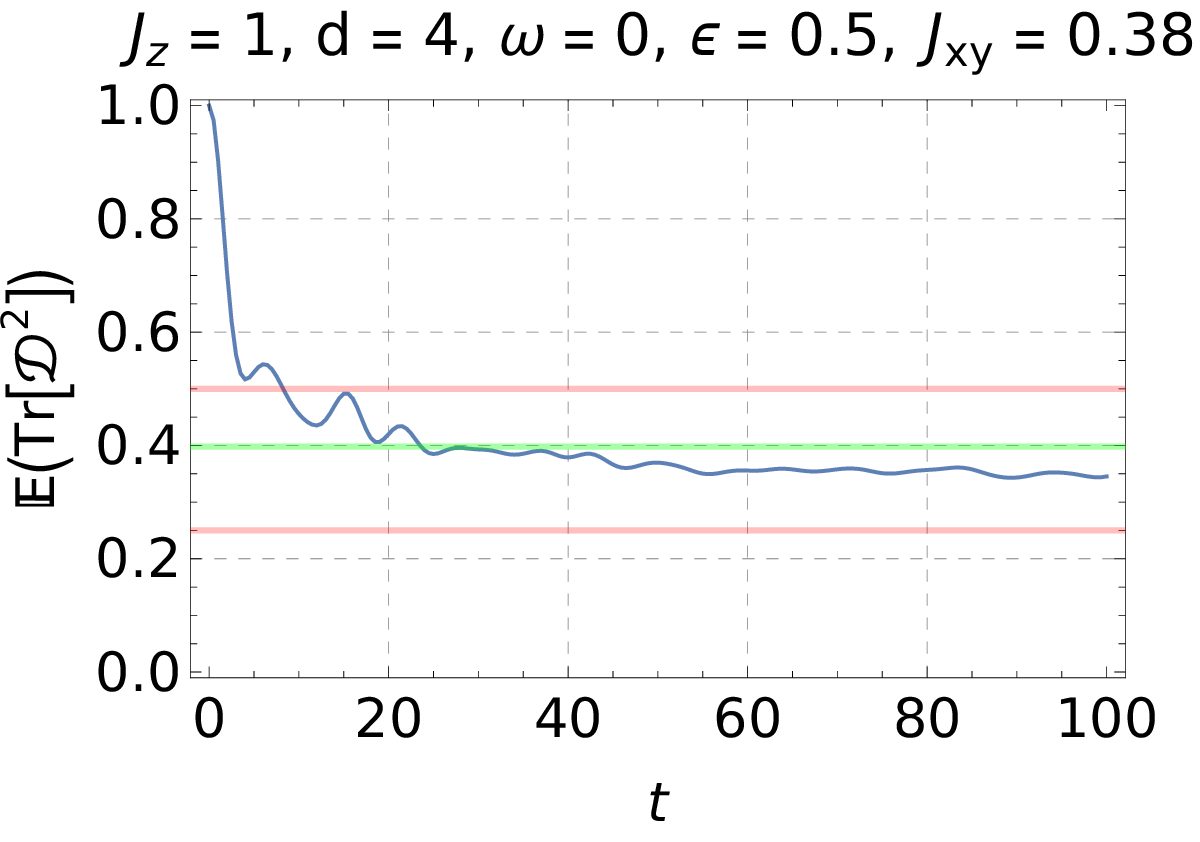 J_z = 1, d = 4, ω = 0, ϵ = 0.5, J_xy = 0.38
𝔼(Tr[𝒟²])
1.0
0.8
0.6
0.4
0.2
0.0
0 20 40 60 80 100
t